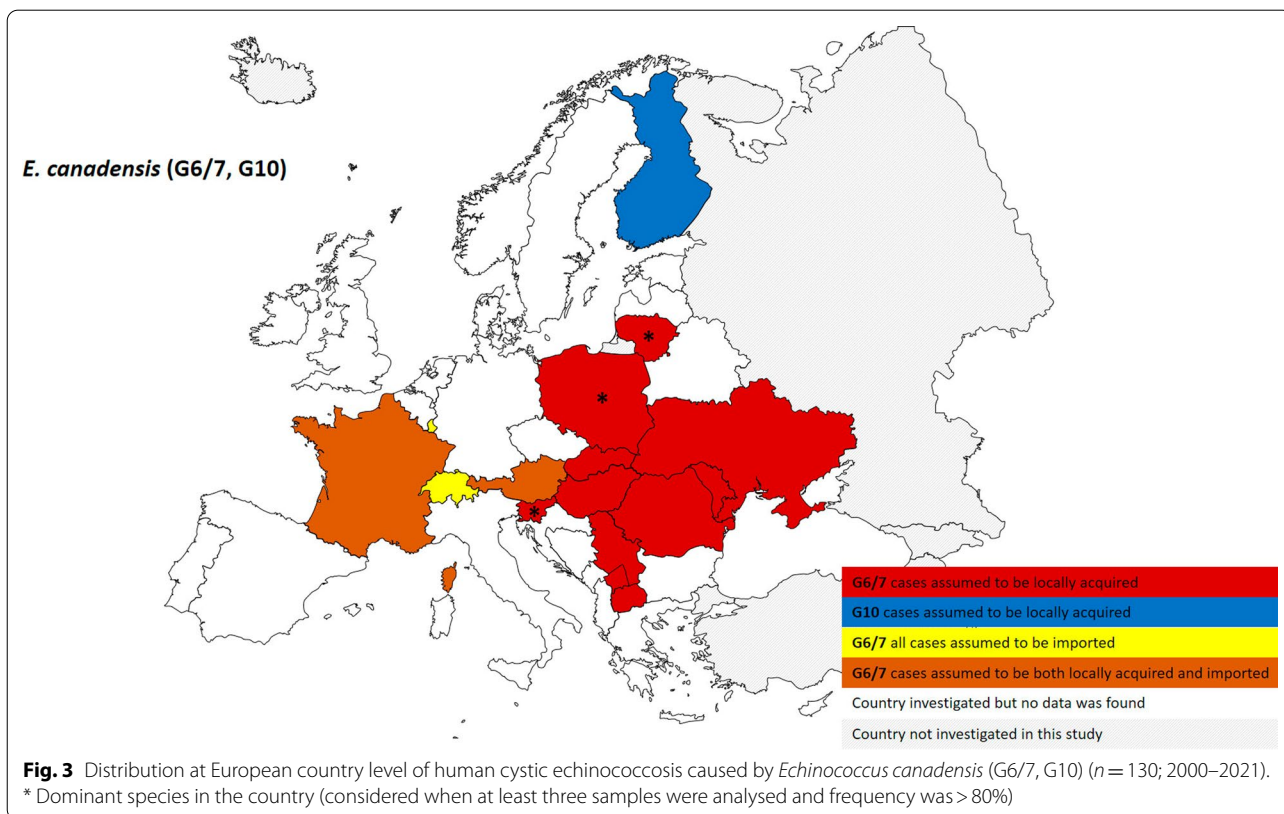 E. canadensis (G6/7, G10)
*
*
*
G6/7 cases assumed to be locally acquired
G10 cases assumed to be locally acquired
G6/7 all cases assumed to be imported
G6/7 cases assumed to be both locally acquired and imported
Country investigated but no data was found
Country not investigated in this study
Fig. 3 Distribution at European country level of human cystic echinococcosis caused by Echinococcus canadensis (G6/7, G10) (n = 130; 2000–2021).
* Dominant species in the country (considered when at least three samples were analysed and frequency was > 80%)